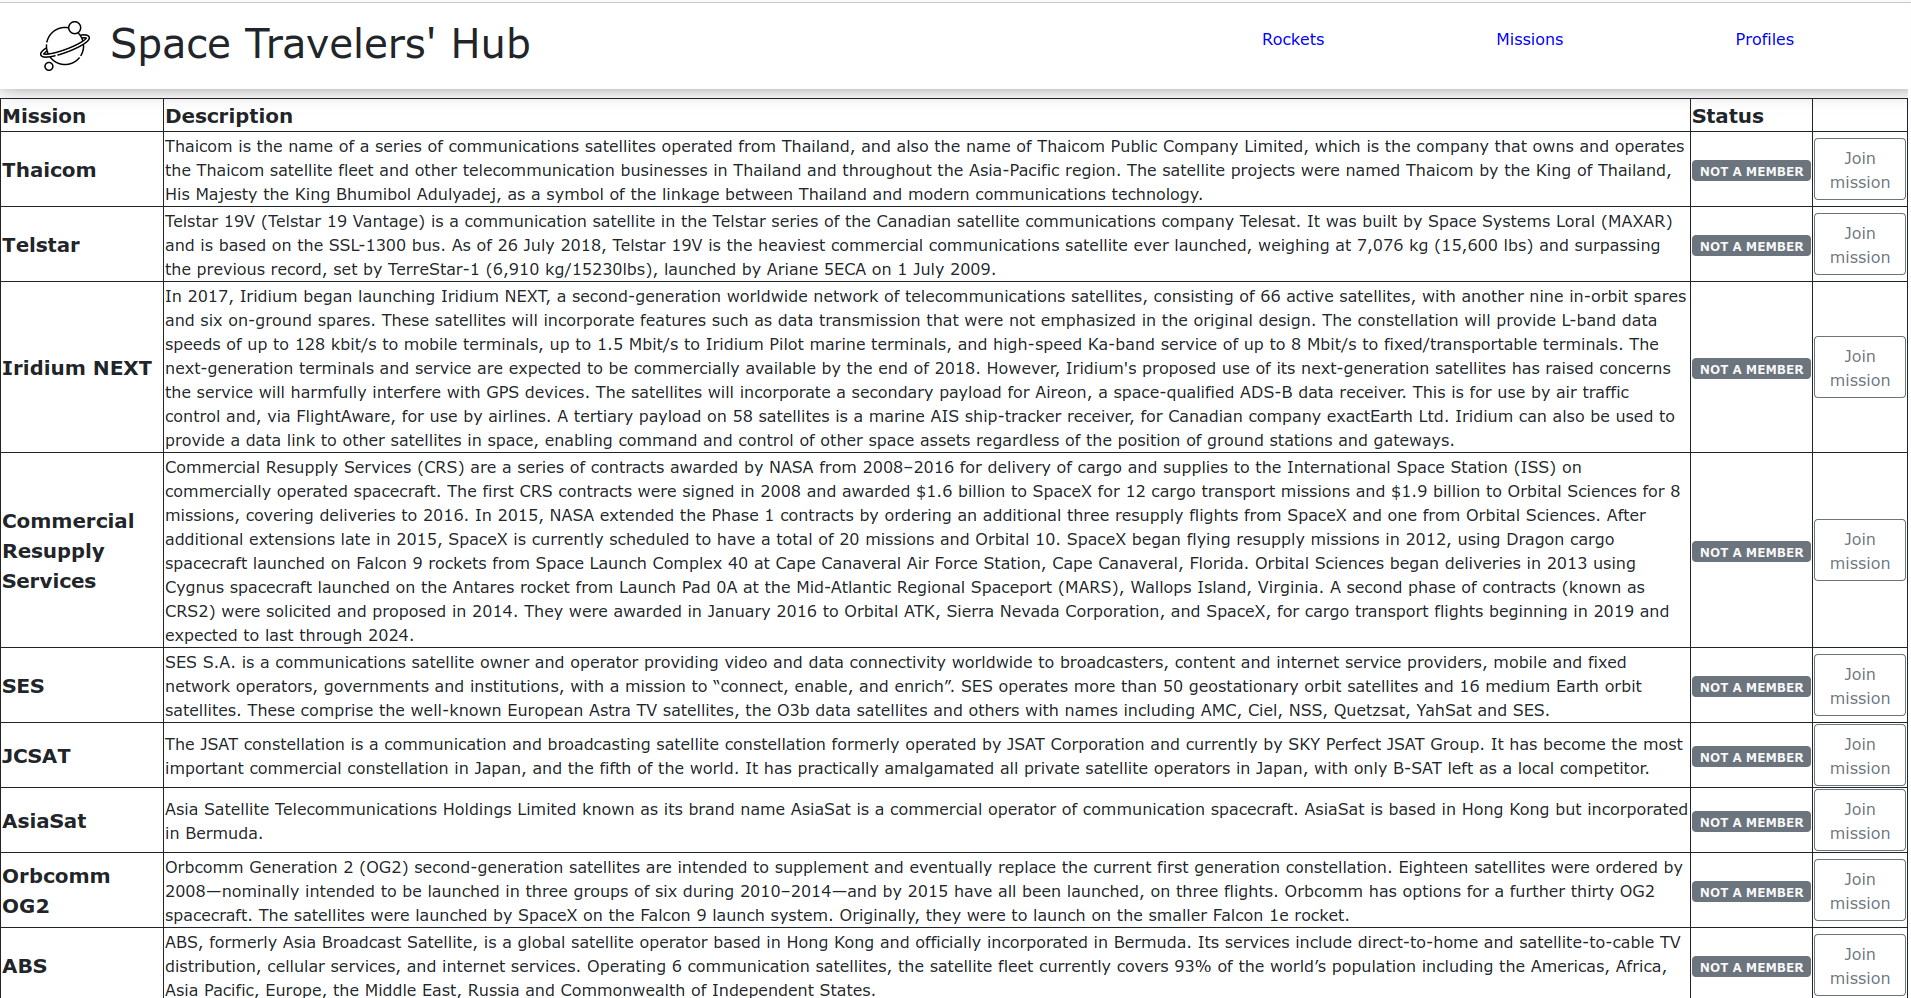 Space Travelers' Hub
Rockets
Missions
Profiles
Mission
Description
Status
Thaicom
Thaicom is the name of a series of communications satellites operated from Thailand, and also the name of Thaicom Public Company Limited, which is the company that owns and operates
the Thaicom satellite fleet and other telecommunication businesses in Thailand and throughout the Asia-Pacific region. The satellite projects were named Thaicom by the King of Thailand,
His Majesty the King Bhumibol Adulyadej, as a symbol of the linkage between Thailand and modern communications technology.
NOT A MEMBER
Join
mission
Telstar
Telstar 19V (Telstar 19 Vantage) is a communication satellite in the Telstar series of the Canadian satellite communications company Telesat. It was built by Space Systems Loral (MAXAR)
and is based on the SSL-1300 bus. As of 26 July 2018, Telstar 19V is the heaviest commercial communications satellite ever launched, weighing at 7,076 kg (15,600 lbs) and surpassing
the previous record, set by TerreStar-1 (6,910 kg/15230lbs), launched by Ariane 5ECA on 1 July 2009.
NOT A MEMBER
Join
mission
Iridium NEXT
In 2017, Iridium began launching Iridium NEXT, a second-generation worldwide network of telecommunications satellites, consisting of 66 active satellites, with another nine in-orbit spares
and six on-ground spares. These satellites will incorporate features such as data transmission that were not emphasized in the original design. The constellation will provide L-band data
speeds of up to 128 kbit/s to mobile terminals, up to 1.5 Mbit/s to Iridium Pilot marine terminals, and high-speed Ka-band service of up to 8 Mbit/s to fixed/transportable terminals. The
next-generation terminals and service are expected to be commercially available by the end of 2018. However, Iridium's proposed use of its next-generation satellites has raised concerns
the service will harmfully interfere with GPS devices. The satellites will incorporate a secondary payload for Aireon, a space-qualified ADS-B data receiver. This is for use by air traffic
control and, via FlightAware, for use by airlines. A tertiary payload on 58 satellites is a marine AIS ship-tracker receiver, for Canadian company exactEarth Ltd. Iridium can also be used to
provide a data link to other satellites in space, enabling command and control of other space assets regardless of the position of ground stations and gateways.
NOT A MEMBER
Join
mission
Commercial
Resupply
Services
Commercial Resupply Services (CRS) are a series of contracts awarded by NASA from 2008–2016 for delivery of cargo and supplies to the International Space Station (ISS) on
commercially operated spacecraft. The first CRS contracts were signed in 2008 and awarded $1.6 billion to SpaceX for 12 cargo transport missions and $1.9 billion to Orbital Sciences for 8
missions, covering deliveries to 2016. In 2015, NASA extended the Phase 1 contracts by ordering an additional three resupply flights from SpaceX and one from Orbital Sciences. After
additional extensions late in 2015, SpaceX is currently scheduled to have a total of 20 missions and Orbital 10. SpaceX began flying resupply missions in 2012, using Dragon cargo
spacecraft launched on Falcon 9 rockets from Space Launch Complex 40 at Cape Canaveral Air Force Station, Cape Canaveral, Florida. Orbital Sciences began deliveries in 2013 using
Cygnus spacecraft launched on the Antares rocket from Launch Pad 0A at the Mid-Atlantic Regional Spaceport (MARS), Wallops Island, Virginia. A second phase of contracts (known as
CRS2) were solicited and proposed in 2014. They were awarded in January 2016 to Orbital ATK, Sierra Nevada Corporation, and SpaceX, for cargo transport flights beginning in 2019 and
expected to last through 2024.
NOT A MEMBER
Join
mission
SES
SES S.A. is a communications satellite owner and operator providing video and data connectivity worldwide to broadcasters, content and internet service providers, mobile and fixed
network operators, governments and institutions, with a mission to “connect, enable, and enrich”. SES operates more than 50 geostationary orbit satellites and 16 medium Earth orbit
satellites. These comprise the well-known European Astra TV satellites, the O3b data satellites and others with names including AMC, Ciel, NSS, Quetzsat, YahSat and SES.
NOT A MEMBER
Join
mission
JCSAT
The JSAT constellation is a communication and broadcasting satellite constellation formerly operated by JSAT Corporation and currently by SKY Perfect JSAT Group. It has become the most
important commercial constellation in Japan, and the fifth of the world. It has practically amalgamated all private satellite operators in Japan, with only B-SAT left as a local competitor.
NOT A MEMBER
Join
mission
AsiaSat
Asia Satellite Telecommunications Holdings Limited known as its brand name AsiaSat is a commercial operator of communication spacecraft. AsiaSat is based in Hong Kong but incorporated
in Bermuda.
NOT A MEMBER
Join
mission
Orbcomm
OG2
Orbcomm Generation 2 (OG2) second-generation satellites are intended to supplement and eventually replace the current first generation constellation. Eighteen satellites were ordered by
2008—nominally intended to be launched in three groups of six during 2010–2014—and by 2015 have all been launched, on three flights. Orbcomm has options for a further thirty OG2
spacecraft. The satellites were launched by SpaceX on the Falcon 9 launch system. Originally, they were to launch on the smaller Falcon 1e rocket.
NOT A MEMBER
Join
mission
ABS
ABS, formerly Asia Broadcast Satellite, is a global satellite operator based in Hong Kong and officially incorporated in Bermuda. Its services include direct-to-home and satellite-to-cable TV
distribution, cellular services, and internet services. Operating 6 communication satellites, the satellite fleet currently covers 93% of the world’s population including the Americas, Africa,
Asia Pacific, Europe, the Middle East, Russia and Commonwealth of Independent States.
NOT A MEMBER
Join
mission